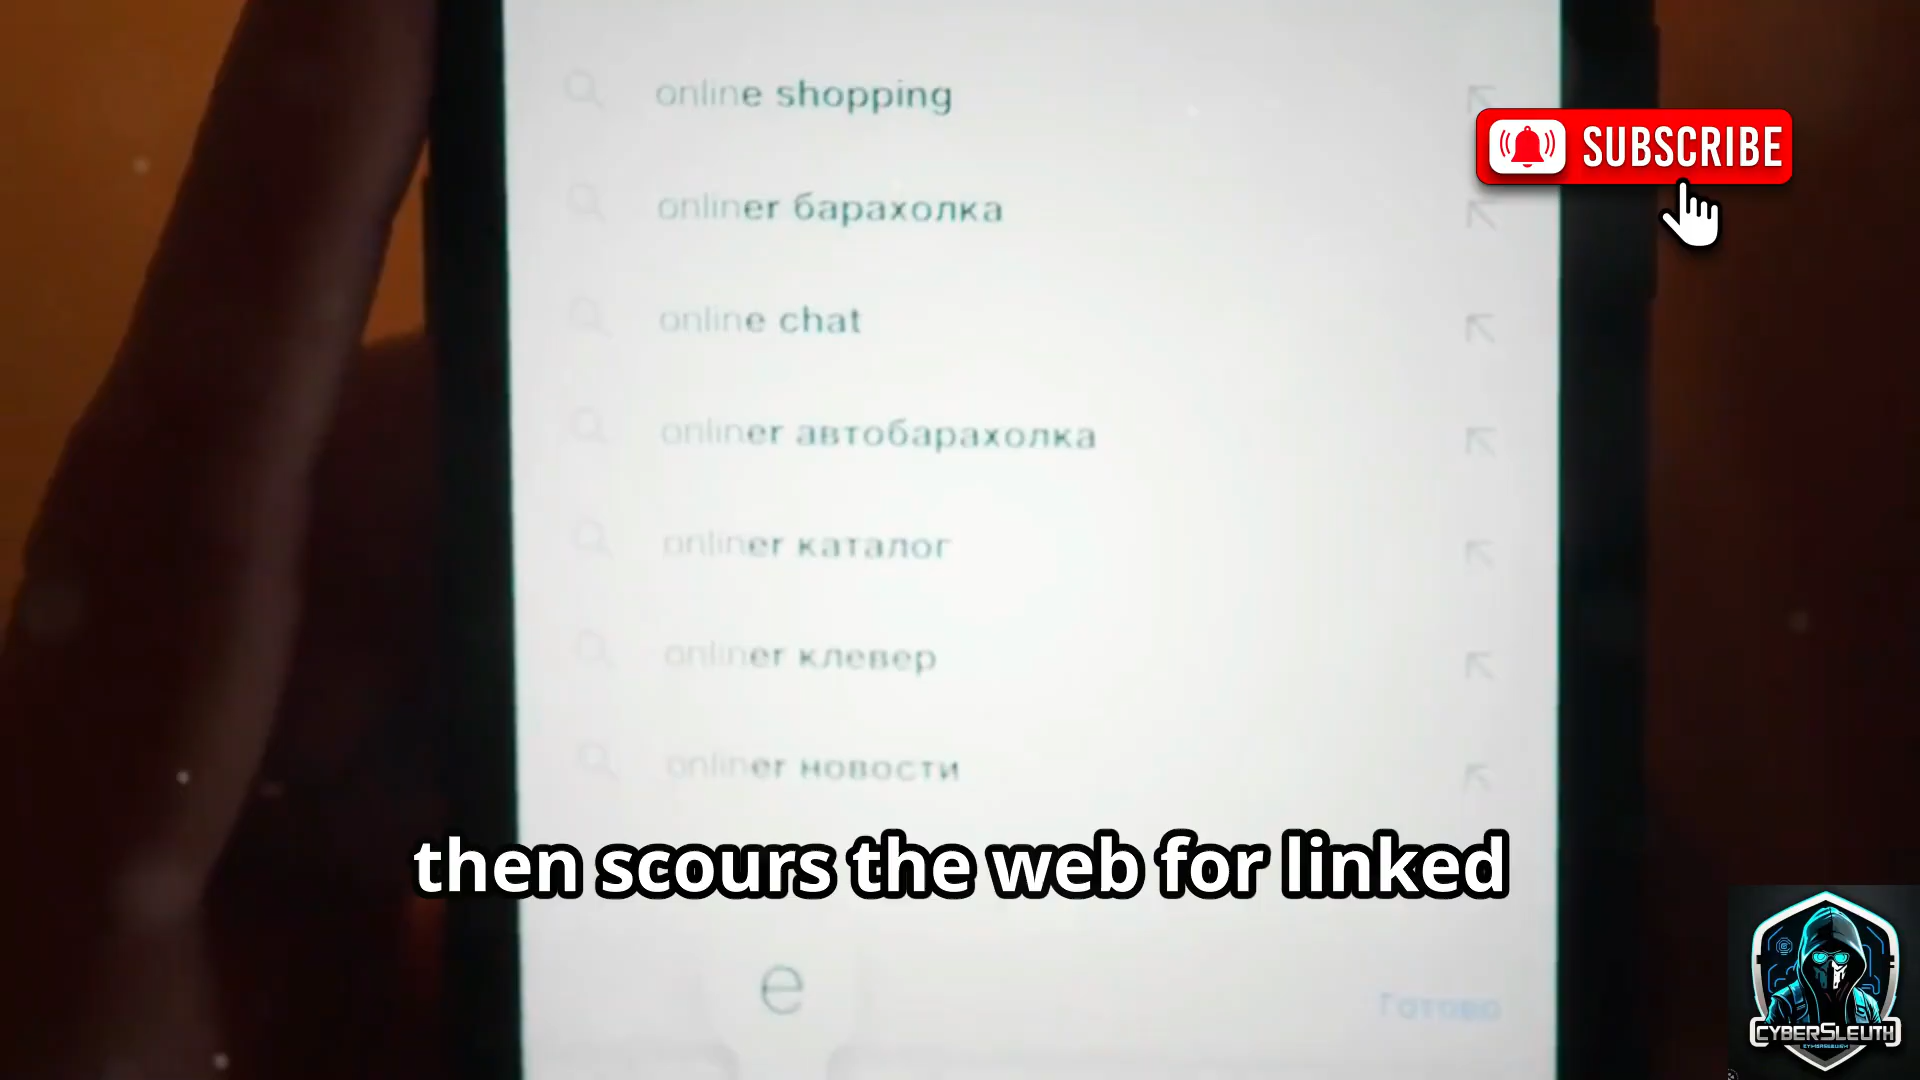 online shopping
SUBSCRIBE
onliner барахолка
online chat
onliner автобарахолка
onliner каталог
onliner клевер
onliner новости
then scours the web for linked
e
Готово
CYBERSLEUTH